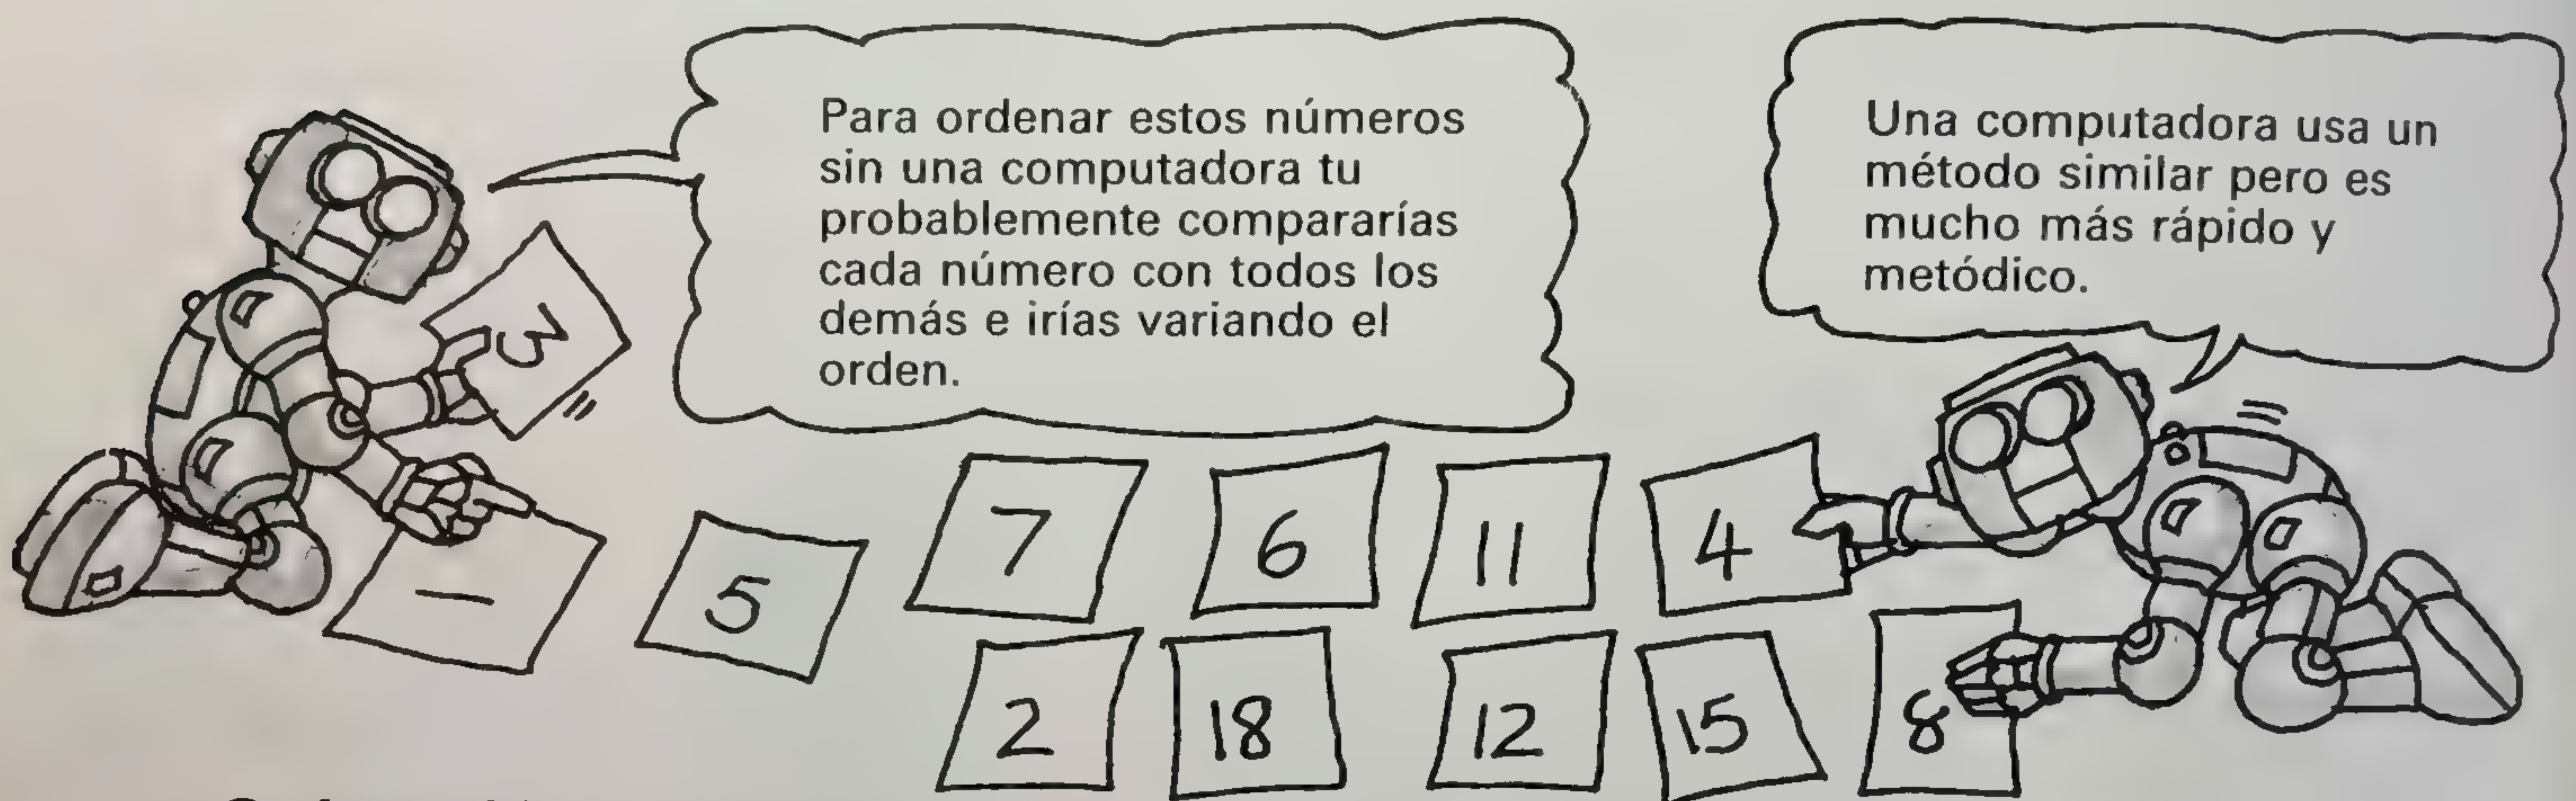 Para ordenar estos números
sin una computadora tu
probablemente compararías
cada número con todos los
demás e irías variando el
orden.
Una computadora usa un
método similar pero es
mucho más rápido y
metódico.
3
1
5
7
6
11
4
2
18
12
15
8